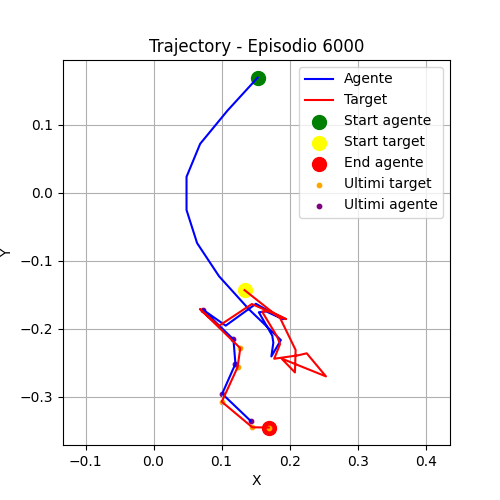 Trajectory - Episodio 6000
Agente
Target
Start agente
Start target
End agente
Ultimi target
Ultimi agente
Y
0.1
0.0
−0.1
−0.2
−0.3
−0.1
0.0
0.1
0.2
0.3
0.4
X